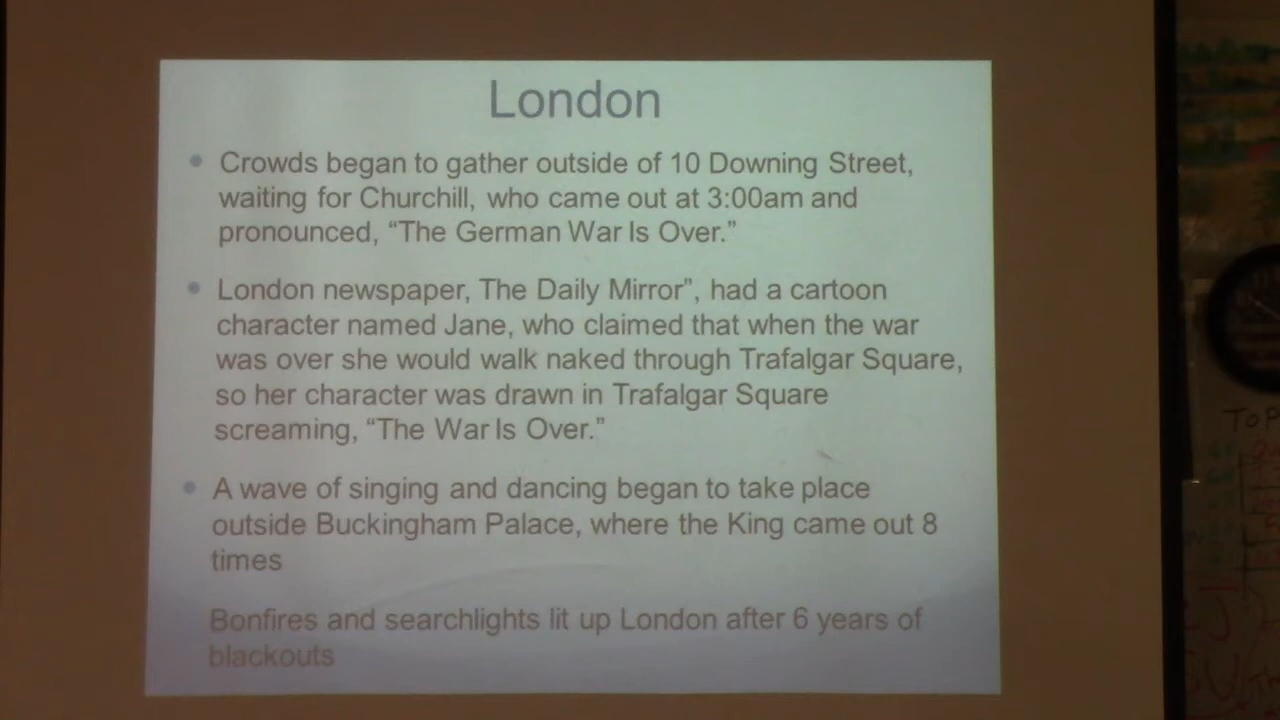 London
Crowds began to gather outside of 10 Downing Street,
waiting for Churchill, who came out at 3:00am and
pronounced, “The German War Is Over.”
London newspaper, The Daily Mirror”, had a cartoon
character named Jane, who claimed that when the war
was over she would walk naked through Trafalgar Square,
so her character was drawn in Trafalgar Square
screaming, “The War Is Over.”
A wave of singing and dancing began to take place
outside Buckingham Palace, where the King came out 8
times
Bonfires and searchlights lit up London after 6 years of
blackouts